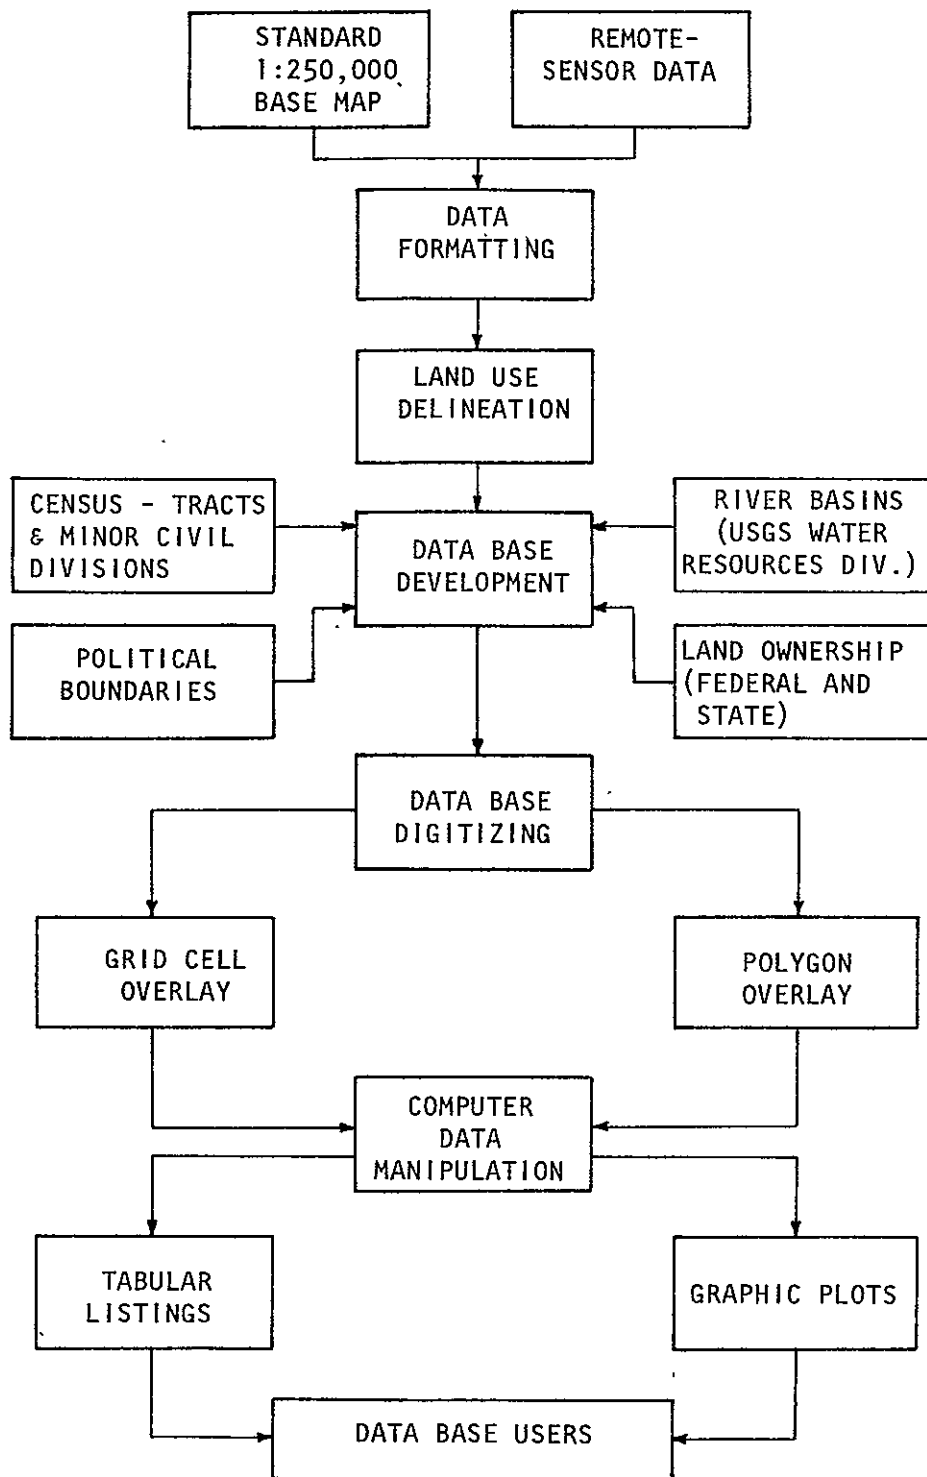 STANDARD
1:250,000
BASE MAP
REMOTE-
SENSOR DATA
DATA
FORMATTING
LAND USE
DELINEATION
CENSUS - TRACTS
& MINOR CIVIL
DIVISIONS
RIVER BASINS
(USGS WATER
RESOURCES DIV.)
DATA BASE
DEVELOPMENT
POLITICAL
BOUNDARIES
LAND OWNERSHIP
(FEDERAL AND
STATE)
DATA BASE
DIGITIZING
GRID CELL
OVERLAY
POLYGON
OVERLAY
COMPUTER
DATA
MANIPULATION
TABULAR
LISTINGS
GRAPHIC PLOTS
DATA BASE USERS